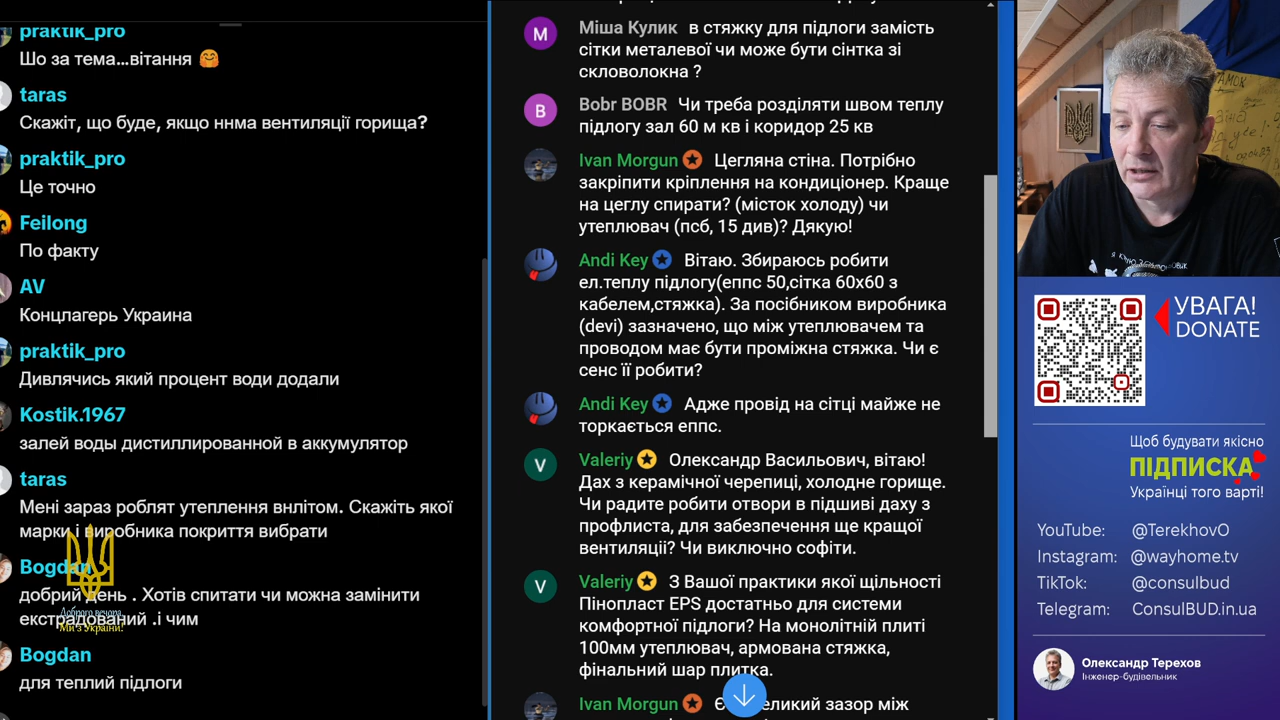 praktik_pro
Шо за тема...вітання 🤗
taras
Скажіт, що буде, якщо ннма вентиляції горища?
praktik_pro
Це точно
Feilong
По факту
AV
Концлагерь Украина
praktik_pro
Дивлячись який процент води додали
Kostik.1967
залей воды дистиллированной в аккумулятор
taras
Мені зараз роблят утеплення внлітом. Скажіть якої
марки і виробника покриття вибрати
Bogdan
добрий день . Хотів спитати чи можна замінити
екстрадований .і чим
Доброго вечора
Ми з України!
Bogdan
для теплий підлоги
М
Міша Кулик в стяжку для підлоги замість
сітки металевої чи може бути сінтка зі
скловолокна ?
B
Bobr BOBR Чи треба розділяти швом теплу
підлогу зал 60 м кв і коридор 25 кв
Ivan Morgun Цегляна стіна. Потрібно
закріпити кріплення на кондиціонер. Краще
на цеглу спирати? (місток холоду) чи
утеплювач (псб, 15 див)? Дякую!
Andi Key Вітаю. Збираюсь робити
ел.теплу підлогу(еппс 50,сітка 60х60 з
кабелем,стяжка). За посібником виробника
(devi) зазначено, що між утеплювачем та
проводом має бути проміжна стяжка. Чи є
сенс її робити?
Andi Key Адже провід на сітці майже не
торкається еппс.
V
Valeriy Олександр Васильович, вітаю!
Дах з керамічної черепиці, холодне горище.
Чи радите робити отвори в підшиві даху з
профлиста, для забезпечення ще кращої
вентиляціі? Чи виключно софіти.
V
Valeriy З Вашої практики якої щільності
Пінопласт EPS достатньо для системи
комфортної підлоги? На монолітній плиті
100мм утеплювач, армована стяжка,
фінальний шар плитка.
Ivan Morgun зазор між
УВАГА!
DONATE
Щоб будувати якісно
ПІДПИСКА
Українці того варті!
YouTube: @TerekhovO
Instagram: @wayhome.tv
TikTok: @consulbud
Telegram: ConsulBUD.in.ua
Олександр Терехов
Інженер-будівельник